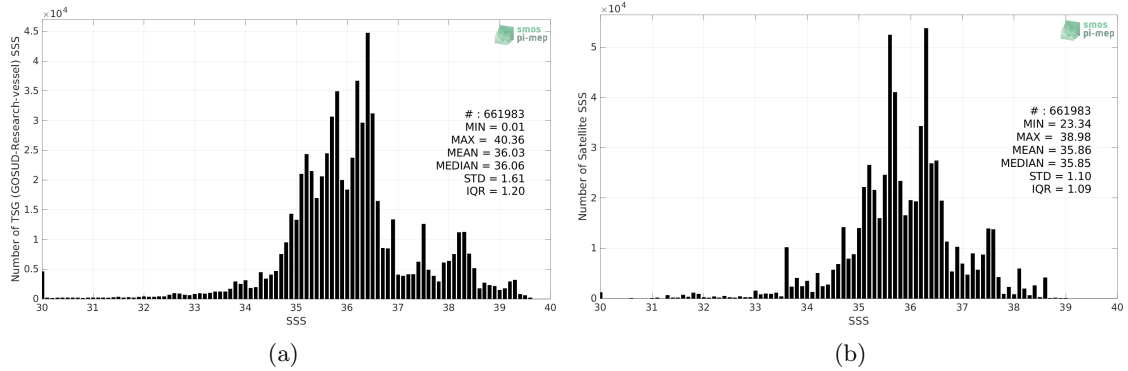 ×10⁴
4.5
4
3.5
3
2.5
2
1.5
1
0.5
0
Number of TSG (GOSUD-Research-vessel) SSS
smos
pi-mep
# : 661983
MIN = 0.01
MAX = 40.36
MEAN = 36.03
MEDIAN = 36.06
STD = 1.61
IQR = 1.20
30 31 32 33 34 35 36 37 38 39 40
SSS
(a)
×10⁴
5
4
3
2
1
0
Number of Satellite SSS
smos
pi-mep
# : 661983
MIN = 23.34
MAX = 38.98
MEAN = 35.86
MEDIAN = 35.85
STD = 1.10
IQR = 1.09
30 31 32 33 34 35 36 37 38 39 40
SSS
(b)